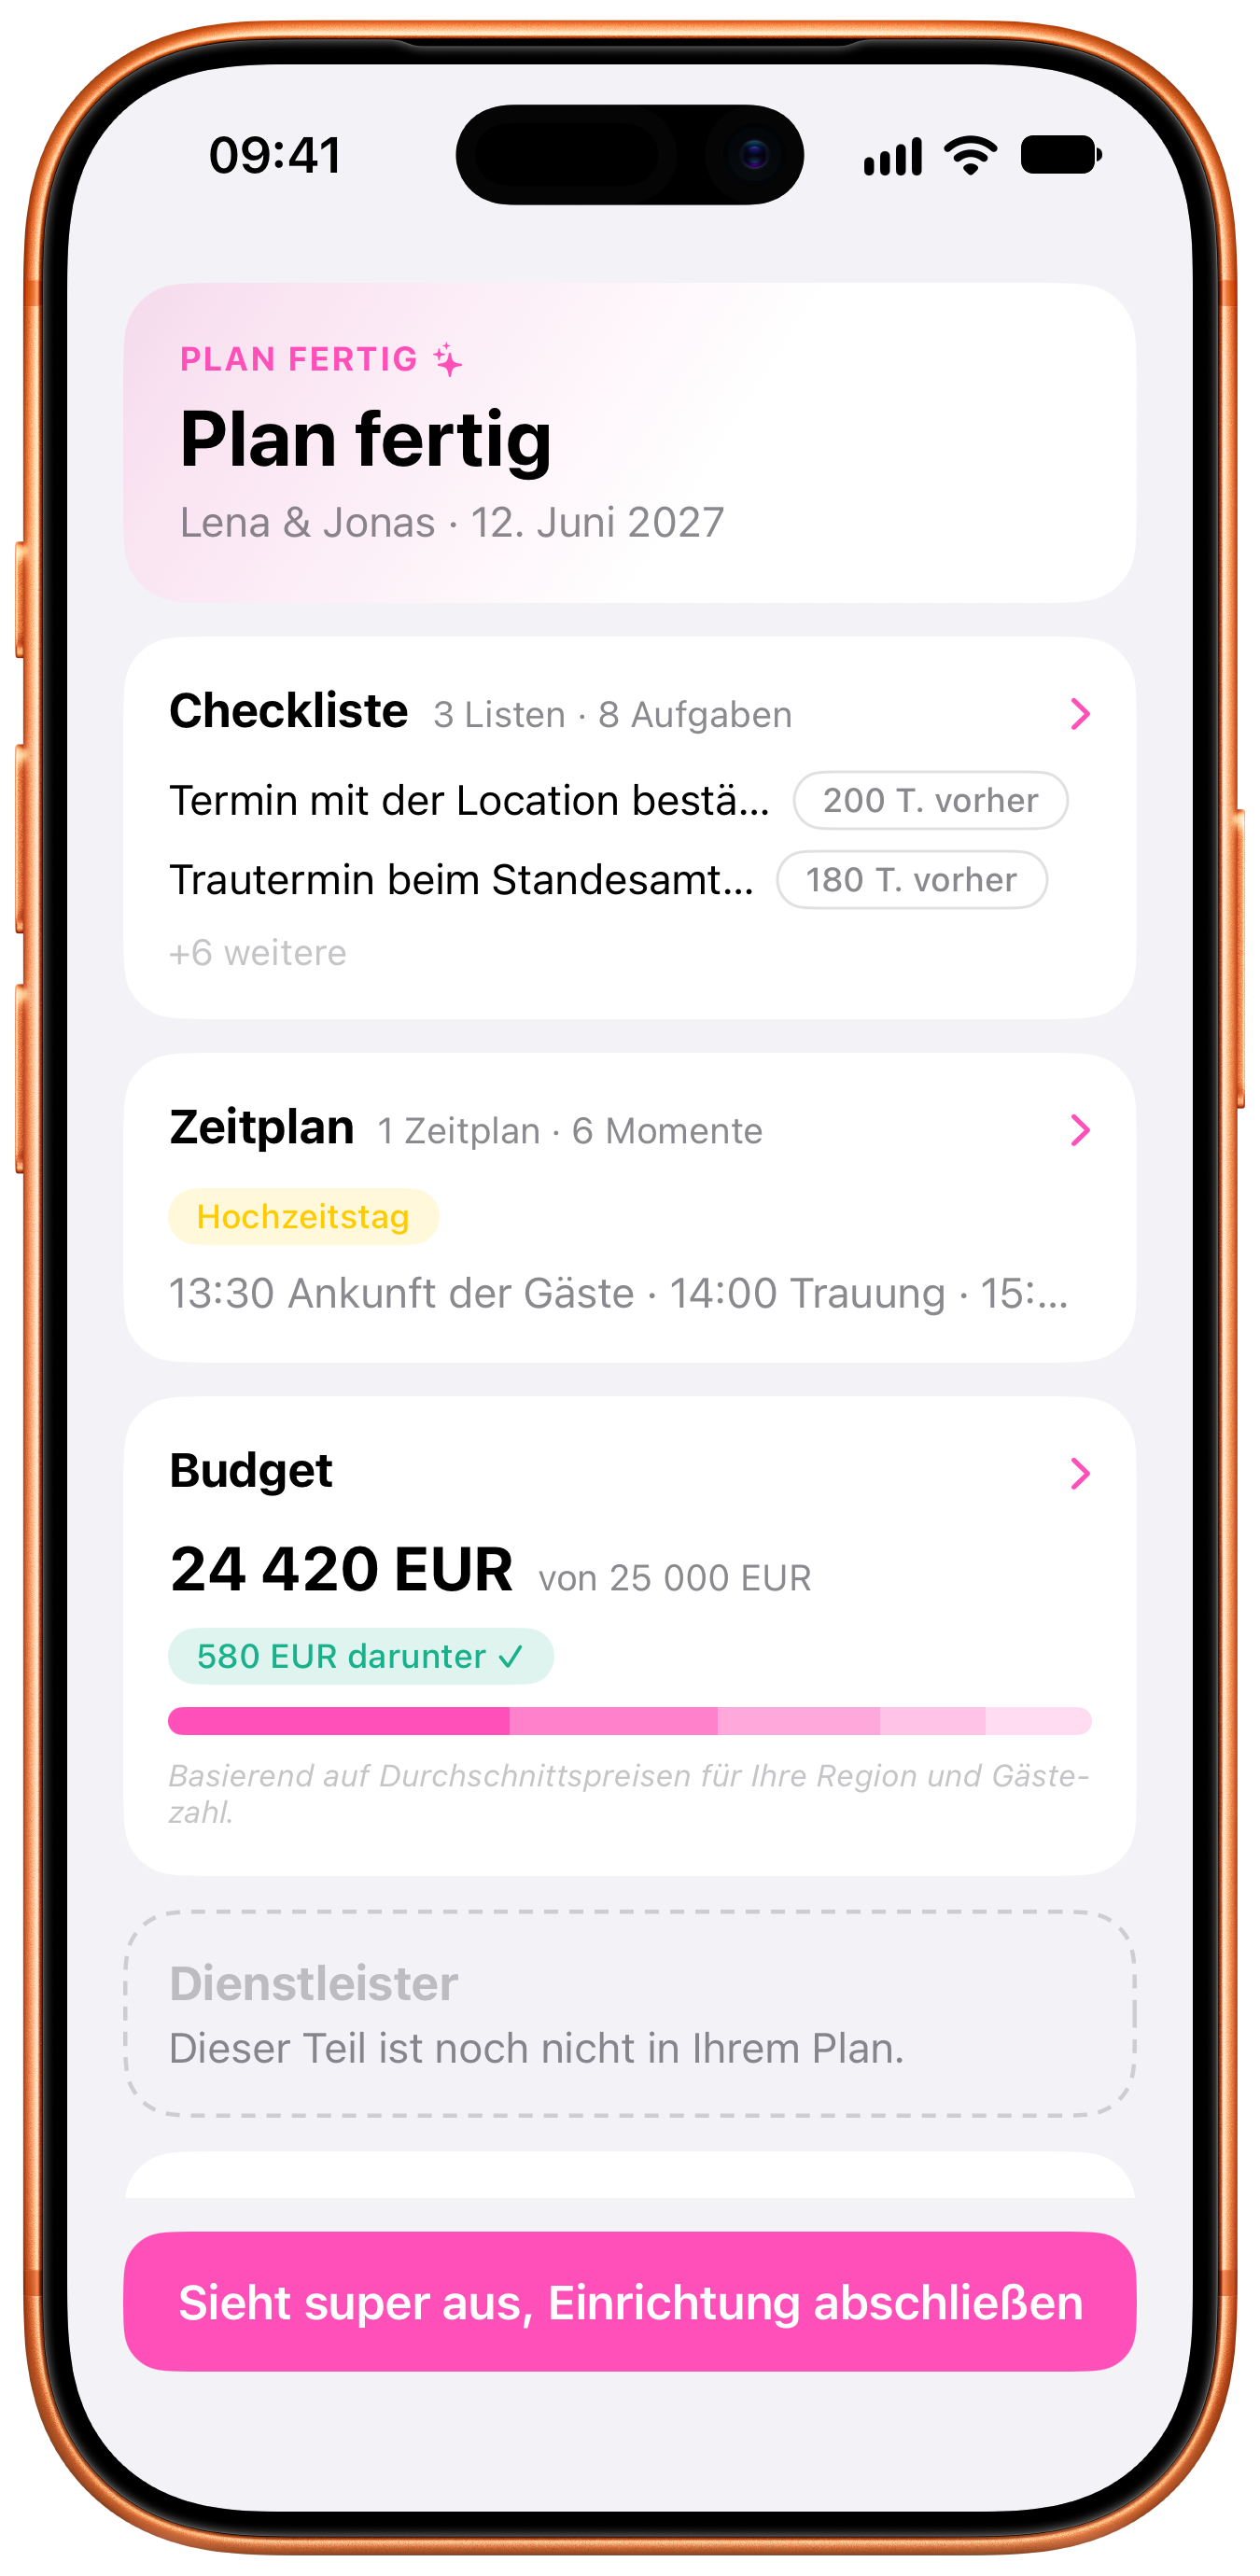 09:41
PLAN FERTIG
Plan fertig
Lena & Jonas · 12. Juni 2027
Checkliste 3 Listen · 8 Aufgaben
Termin mit der Location bestä... 200 T. vorher
Trautermin beim Standesamt... 180 T. vorher
+6 weitere
Zeitplan 1 Zeitplan · 6 Momente
Hochzeitstag
13:30 Ankunft der Gäste · 14:00 Trauung · 15:...
Budget
24 420 EUR von 25 000 EUR
580 EUR darunter ✓
Basierend auf Durchschnittspreisen für Ihre Region und Gäste-
zahl.
Dienstleister
Dieser Teil ist noch nicht in Ihrem Plan.
Sieht super aus, Einrichtung abschließen